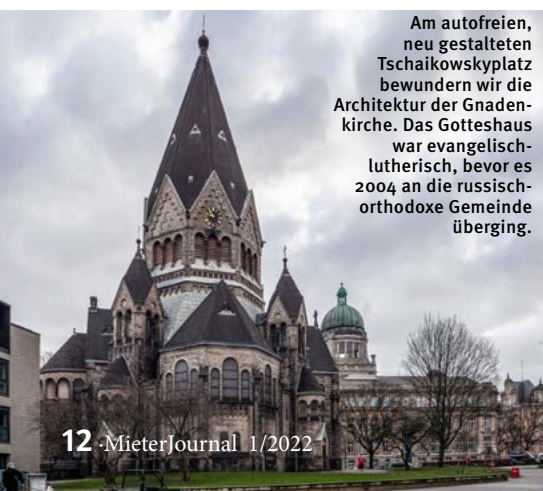 Am autofreien,
neu gestalteten
Tschaikowskyplatz
bewundern wir die
Architektur der Gnaden-
kirche. Das Gotteshaus
war evangelisch-
lutherisch, bevor es
2004 an die russisch-
orthodoxe Gemeinde
überging.
12 ·MieterJournal 1/2022